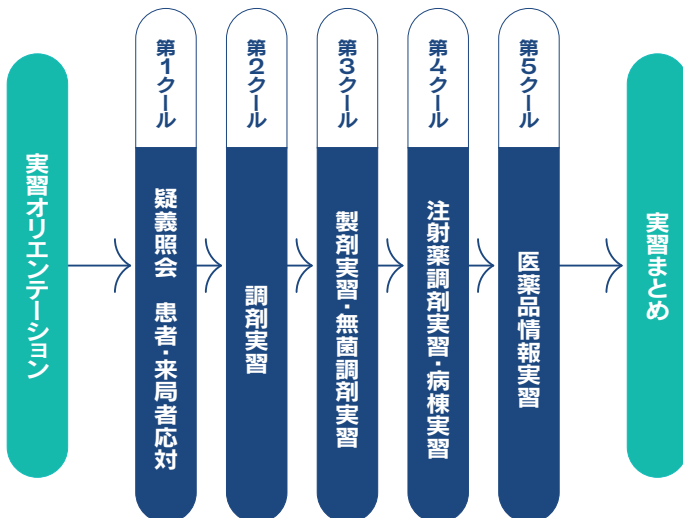 実習オリエンテーション
第1クール
疑義照会 患者・来局者応対
第2クール
調剤実習
第3クール
製剤実習・無菌調剤実習
第4クール
注射薬調剤実習・病棟実習
第5クール
医薬品情報実習
実習まとめ